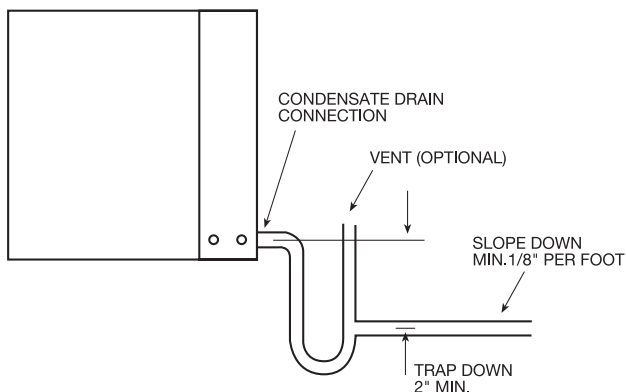 CONDENSATE DRAIN
CONNECTION
VENT (OPTIONAL)
SLOPE DOWN
MIN.1/8" PER FOOT
TRAP DOWN
2" MIN.